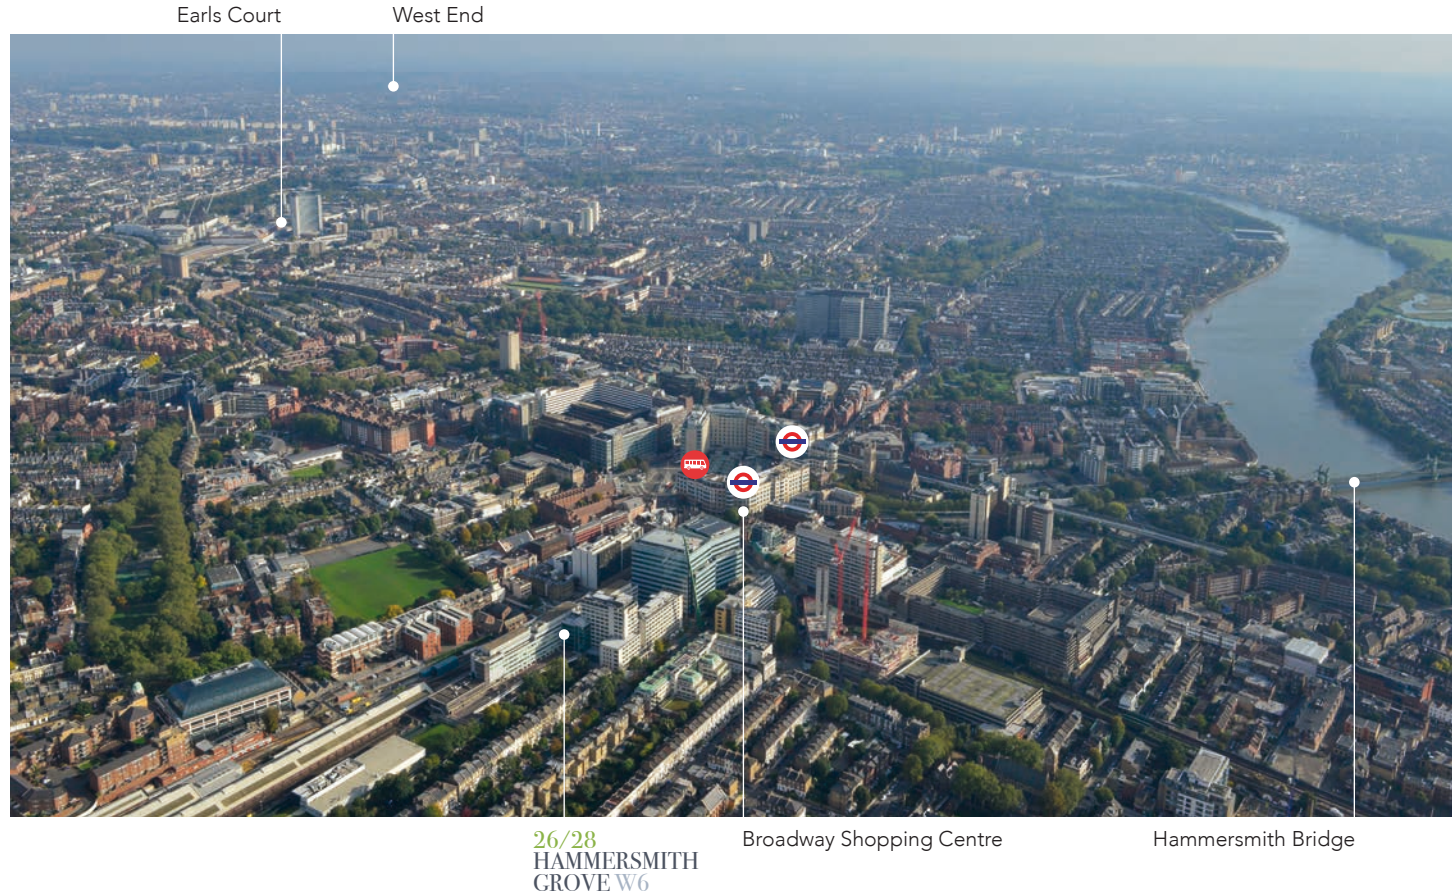 Earls Court
West End
26/28
HAMMERSMITH
GROVE W6
Broadway Shopping Centre
Hammersmith Bridge